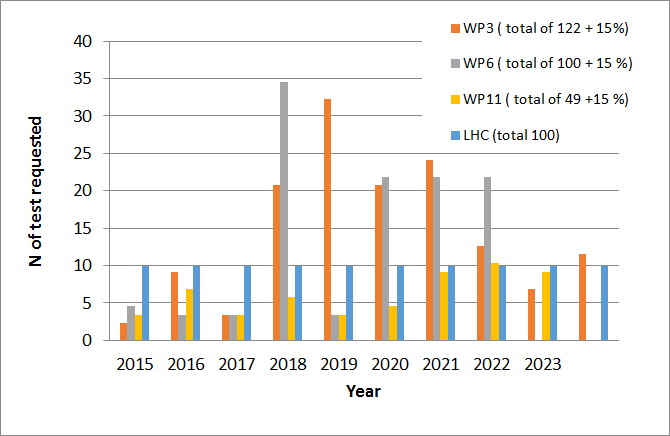 WP3 ( total of 122 + 15%)
WP6 ( total of 100 + 15 %)
WP11 ( total of 49 +15 %)
LHC (total 100)
N of test requested
40
35
30
25
20
15
10
5
0
2015 2016 2017 2018 2019 2020 2021 2022 2023
Year